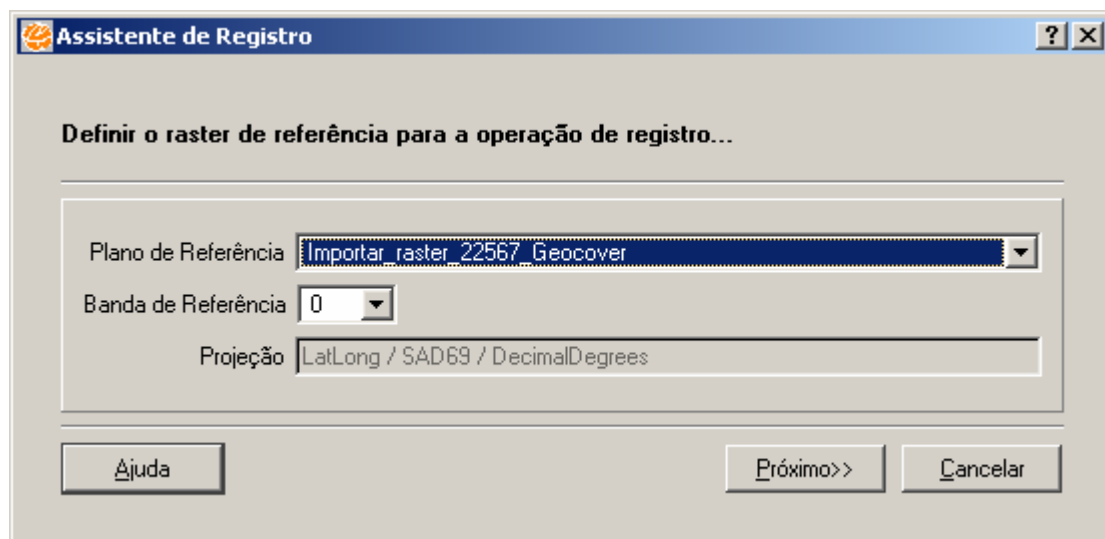 Assistente de Registro
Definir o raster de referência para a operação de registro...
Plano de Referência Importar_raster_22567_Geocover
Banda de Referência 0
Projeção LatLong / SAD69 / DecimalDegrees
Ajuda Próximo>> Cancelar